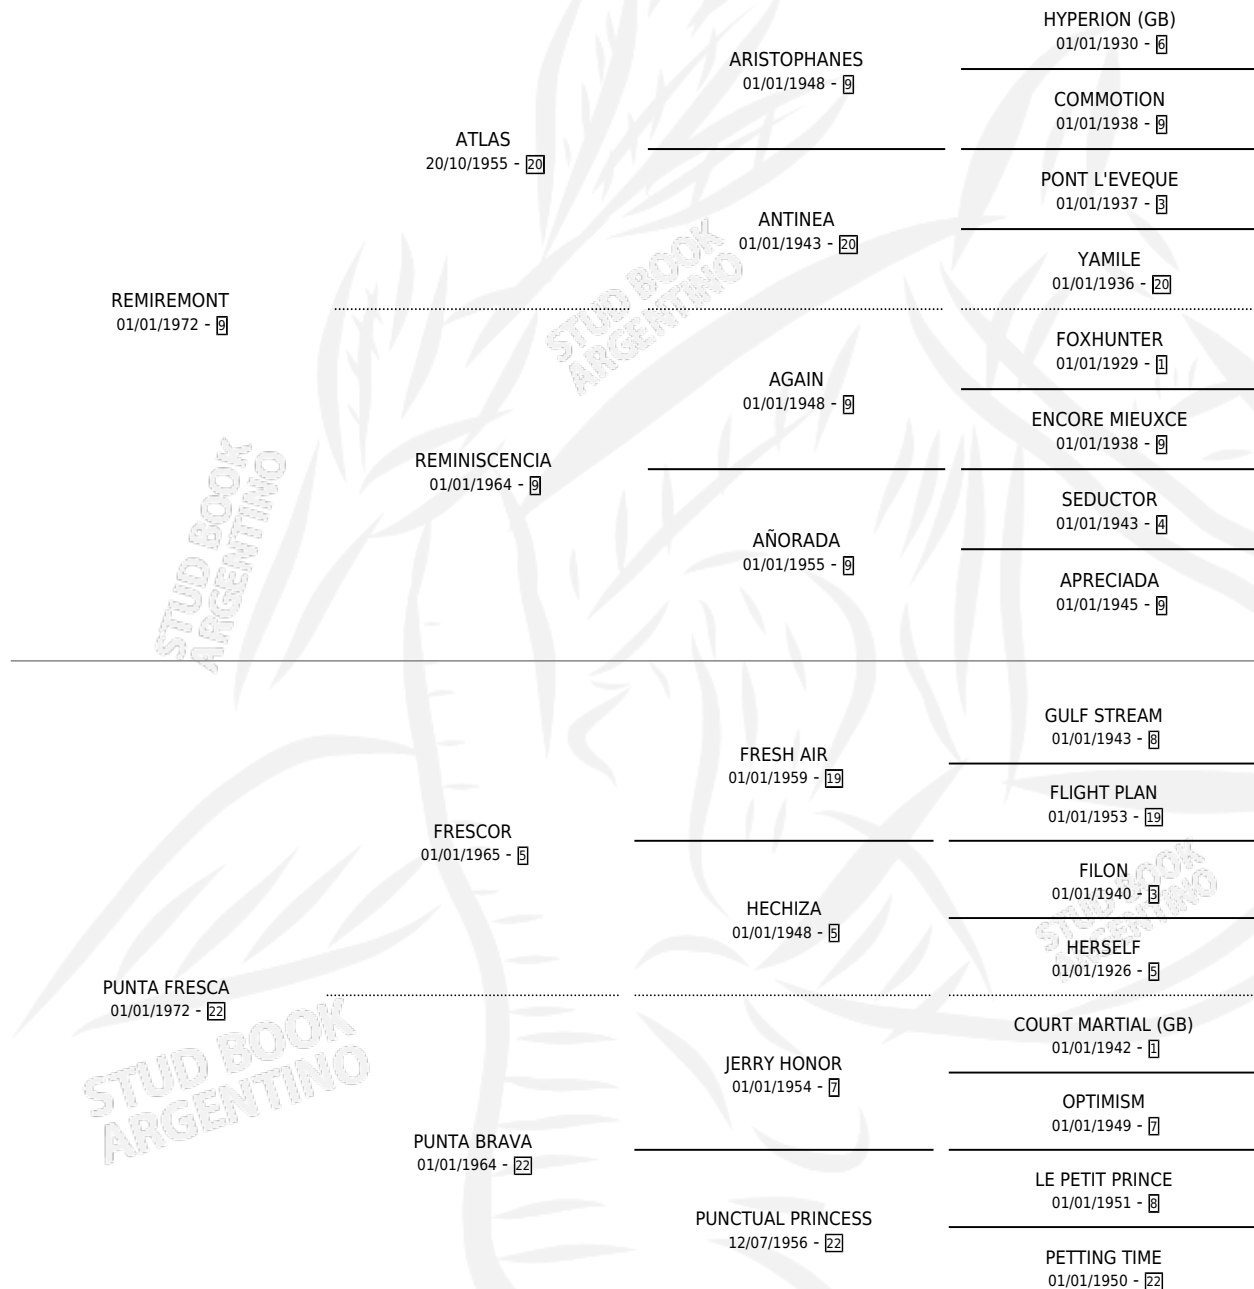 HYPERION (GB)
01/01/1930 - 6
ARISTOPHANES
01/01/1948 - 9
COMMOTION
01/01/1938 - 9
ATLAS
20/10/1955 - 20
PONT L'EVEQUE
01/01/1937 - 3
ANTINEA
01/01/1943 - 20
YAMILE
01/01/1936 - 20
REMIREMONT
01/01/1972 - 9
FOXHUNTER
01/01/1929 - 1
AGAIN
01/01/1948 - 9
ENCORE MIEUXCE
01/01/1938 - 9
REMINISCENCIA
01/01/1964 - 9
SEDUCTOR
01/01/1943 - 4
AÑORADA
01/01/1955 - 9
APRECIADA
01/01/1945 - 9
STUD BOOK
ARGENTINO
STUD BOOK
ARGENTINO
GULF STREAM
01/01/1943 - 8
FRESH AIR
01/01/1959 - 19
FLIGHT PLAN
01/01/1953 - 19
FRESCOR
01/01/1965 - 5
FILON
01/01/1940 - 3
HECHIZA
01/01/1948 - 5
HERSELF
01/01/1926 - 5
PUNTA FRESCA
01/01/1972 - 22
COURT MARTIAL (GB)
01/01/1942 - 1
JERRY HONOR
01/01/1954 - 7
OPTIMISM
01/01/1949 - 7
PUNTA BRAVA
01/01/1964 - 22
LE PETIT PRINCE
01/01/1951 - 8
PUNCTUAL PRINCESS
12/07/1956 - 22
PETTING TIME
01/01/1950 - 22
STUD BOOK
ARGENTINO
STUD BOOK
ARGENTINO